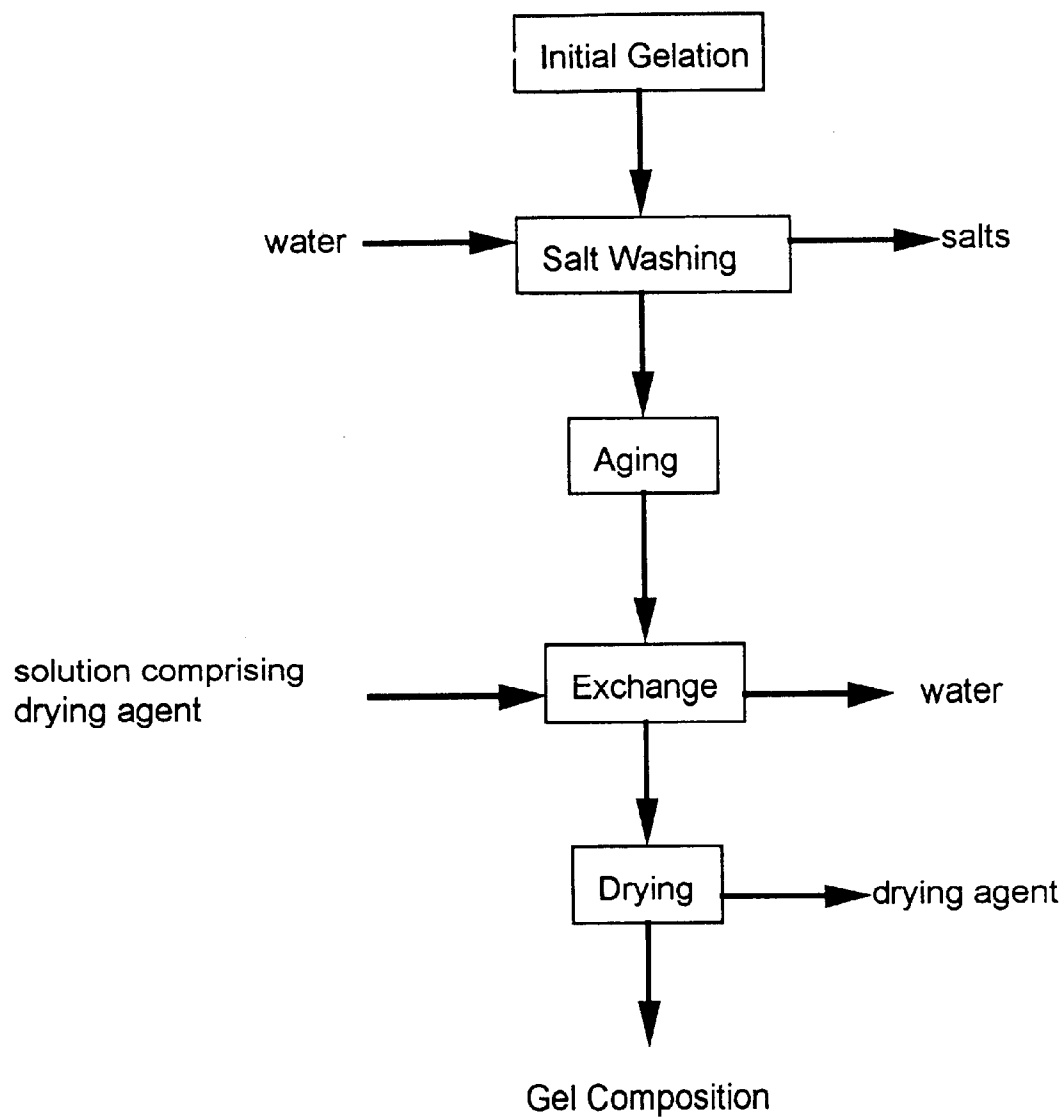 Initial Gelation
water
Salt Washing
salts
Aging
solution comprising
drying agent
Exchange
water
Drying
drying agent
Gel Composition